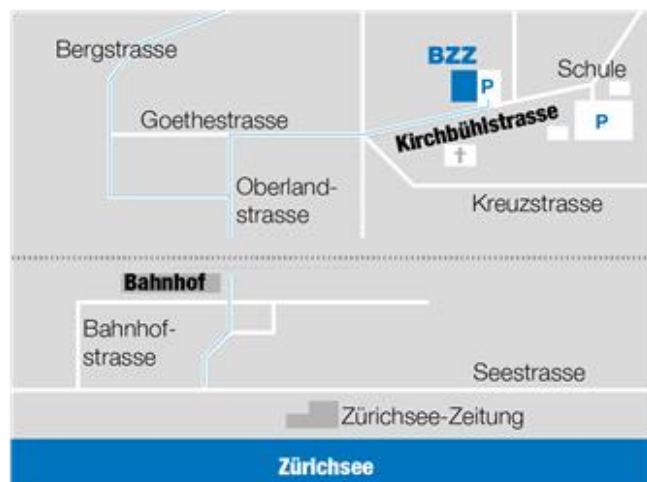 Bergstrasse
BZZ
P
Schule
Goethestrasse
Kirchbühlstrasse
P
Oberland-
strasse
Kreuzstrasse
Bahnhof
Bahnhof-
strasse
Seestrasse
Zürichsee-Zeitung
Zürichsee